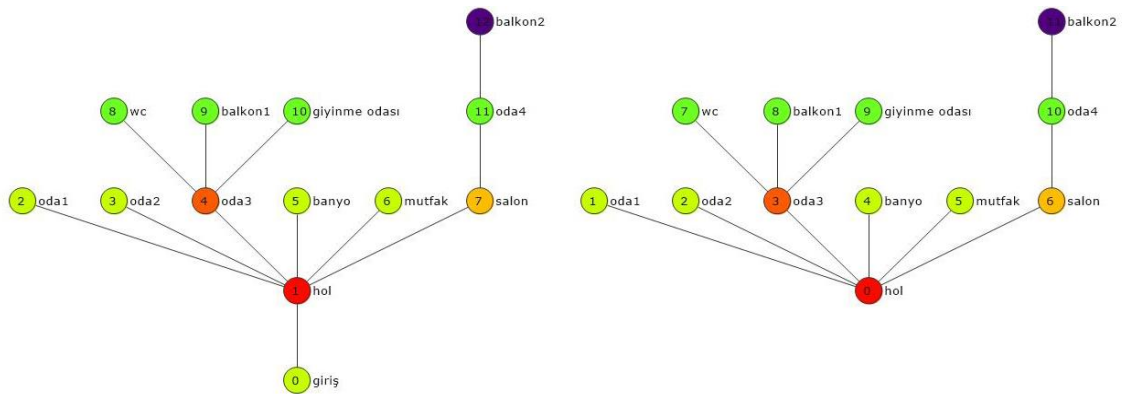 12 balkon2 11 balkon2
8 wc 9 balkon1 10 giyinme odası 11 oda4 7 wc 8 balkon1 9 giyinme odası 10 oda4
2 oda1 3 oda2 4 oda3 5 banyo 6 mutfak 7 salon 1 oda1 2 oda2 3 oda3 4 banyo 5 mutfak 6 salon
1 hol 0 hol
0 giriş